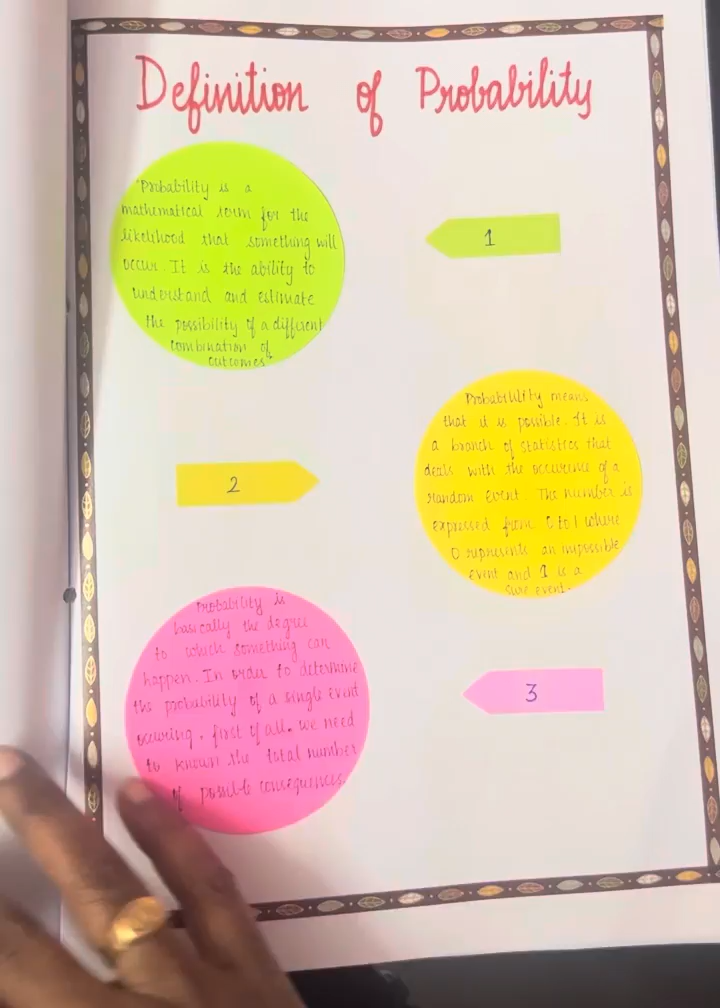 Definition of Probability
"Probability is a
mathematical term for the
likelihood that something will
occur. It is the ability to
understand and estimate
the possibility of a different
combination of
outcomes"
1
Probabilility means
that it is possible. It is
a branch of statistics that
deals with the occurence of a
random event. The number is
expressed from 0 to 1 where
0 represents an impossible
event and 1 is a
sure event.
2
Probability is
basically the degree
to which something can
happen. In order to determine
the probability of a single event
occuring, first of all, we need
to known the total number
of possible consequences.
3